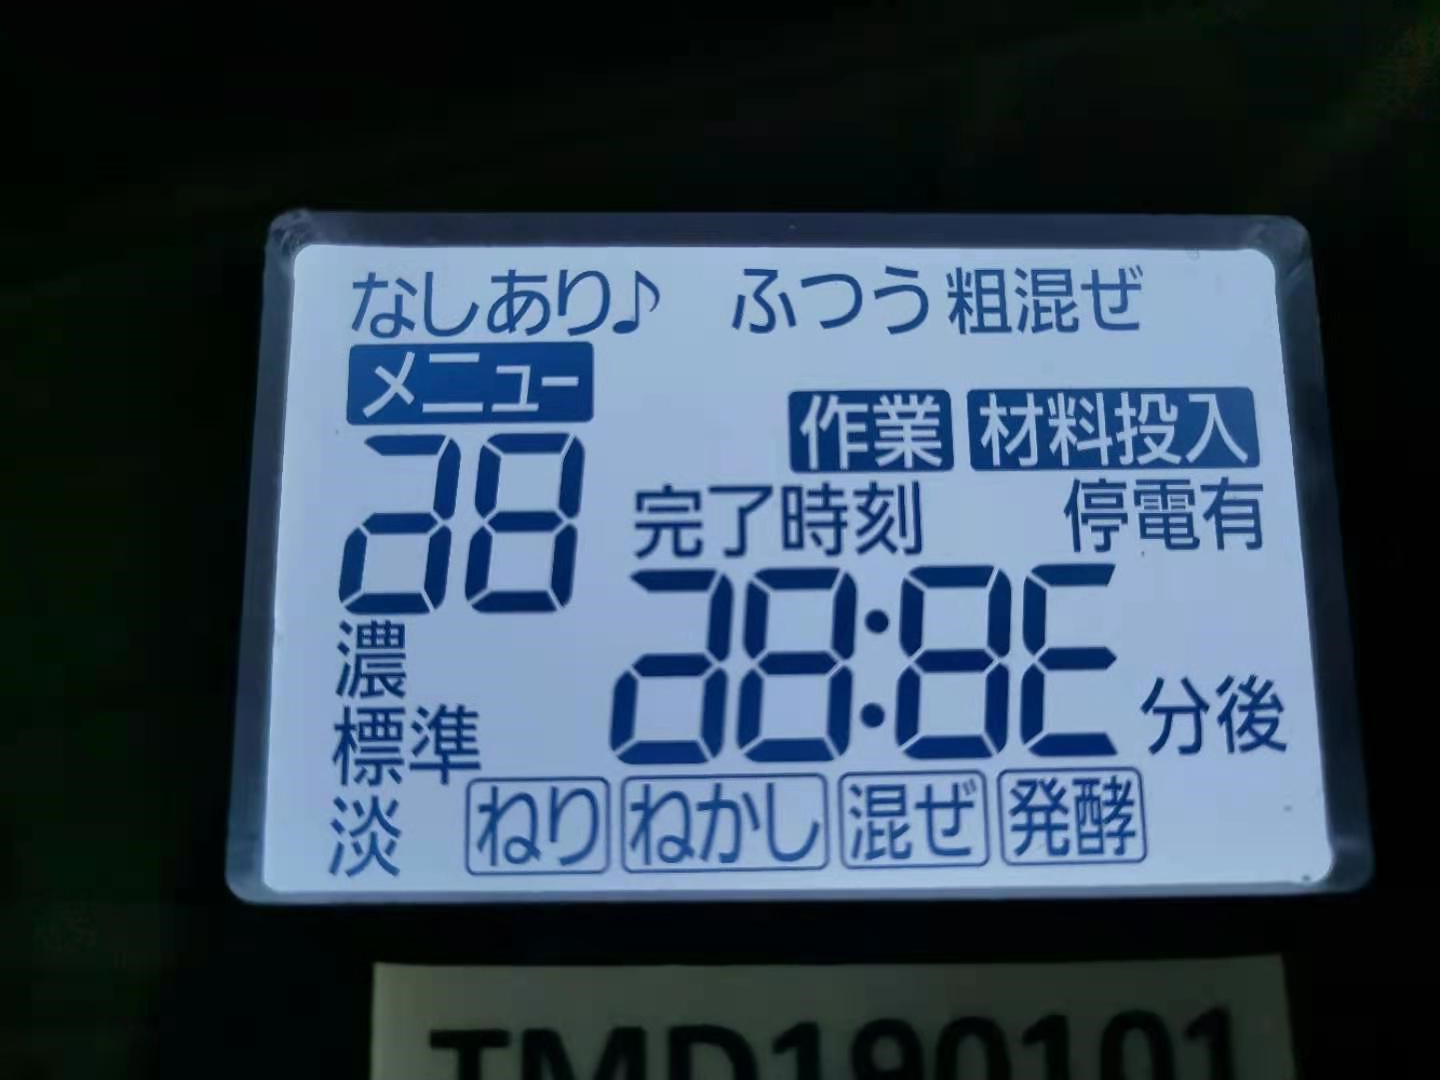 なしあり♪ ふつう 粗混ぜ
メニュー
作業 材料投入
28
完了時刻 停電有
28:8E 分後
濃
標準
淡
ねり ねかし 混ぜ 発酵
TMD190101